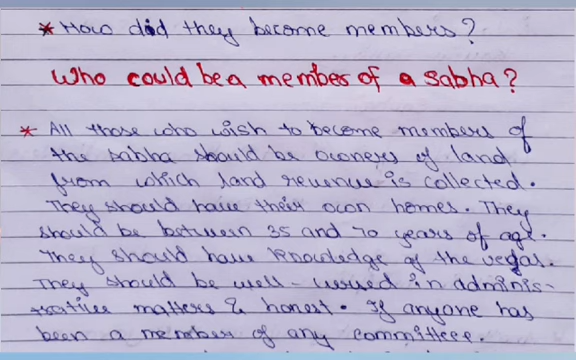 * How did they become members?
Who could be a member of a sabha?
* All those who wish to become members of
the sabha should be owners of land
from which land revenue is collected.
They should have their own homes. They
should be between 35 and 70 years of age.
They should have knowledge of the vedas.
They should be well-versed in adminis-
trative matters & honest. If anyone has
been a member of any committee.